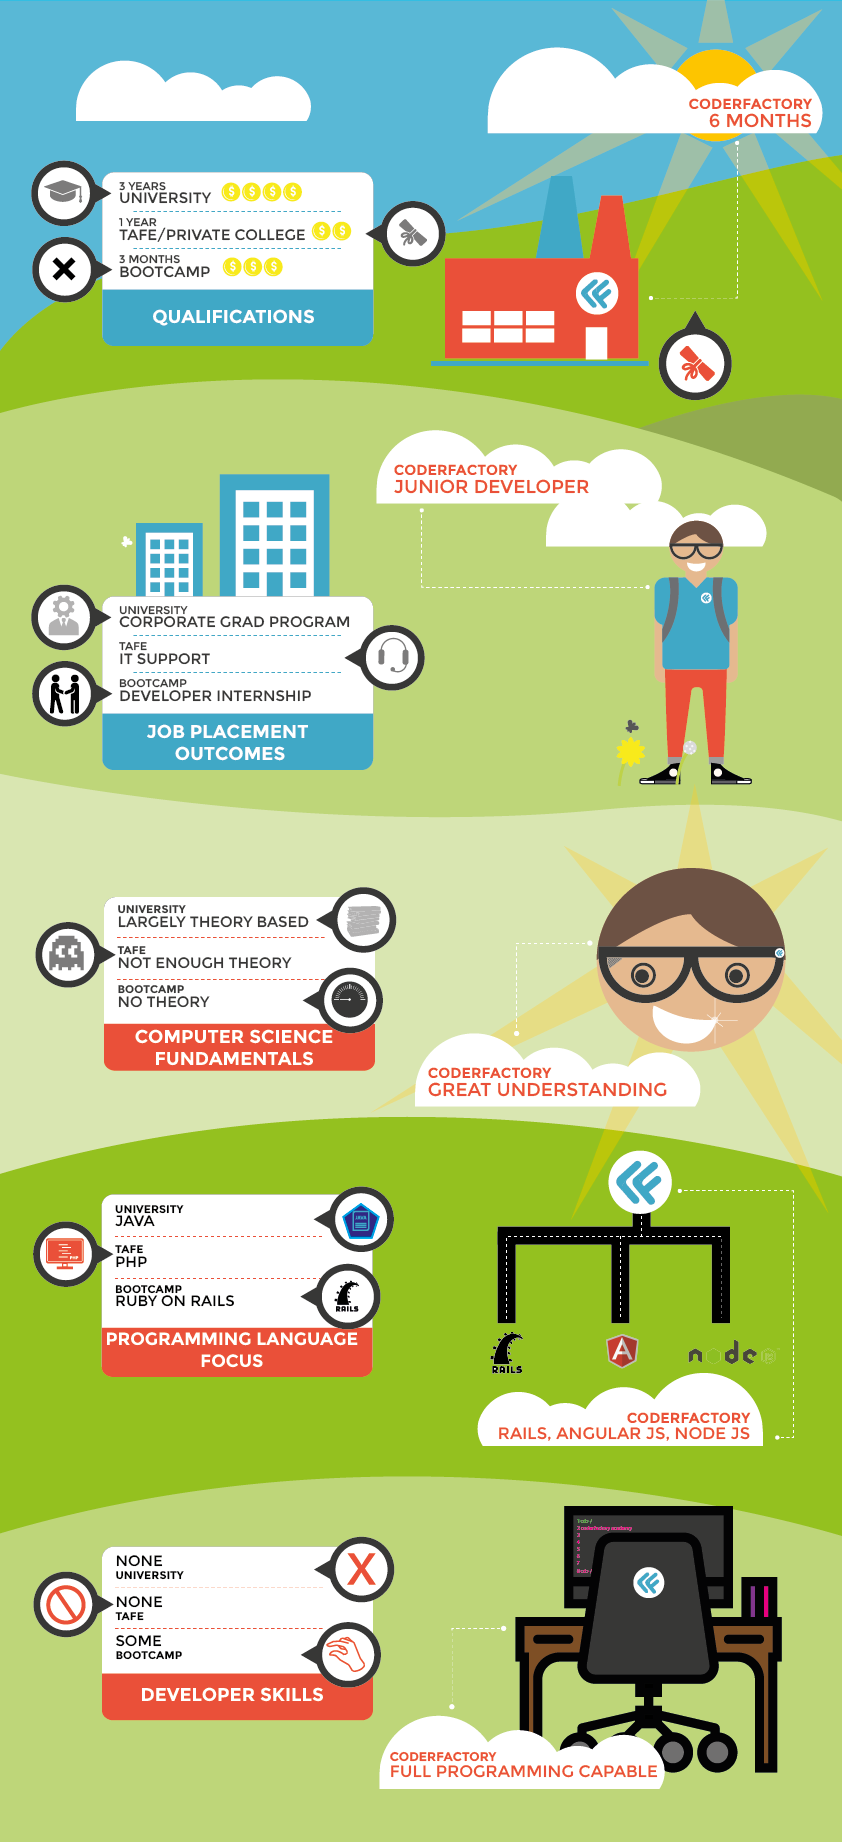 CODERFACTORY
6 MONTHS
3 YEARS
UNIVERSITY $ $ $ $
1 YEAR
TAFE/PRIVATE COLLEGE $ $
3 MONTHS
BOOTCAMP $ $ $
QUALIFICATIONS
CODERFACTORY
JUNIOR DEVELOPER
UNIVERSITY
CORPORATE GRAD PROGRAM
TAFE
IT SUPPORT
BOOTCAMP
DEVELOPER INTERNSHIP
JOB PLACEMENT
OUTCOMES
UNIVERSITY
LARGELY THEORY BASED
TAFE
NOT ENOUGH THEORY
BOOTCAMP
NO THEORY
COMPUTER SCIENCE
FUNDAMENTALS
CODERFACTORY
GREAT UNDERSTANDING
UNIVERSITY
JAVA
JAVA
TAFE
PHP
PHP
BOOTCAMP
RUBY ON RAILS
RAILS
PROGRAMMING LANGUAGE
FOCUS
RAILS
A
node
JS
CODERFACTORY
RAILS, ANGULAR JS, NODE JS
NONE
UNIVERSITY
X
NONE
TAFE
SOME
BOOTCAMP
DEVELOPER SKILLS
CODERFACTORY
FULL PROGRAMMING CAPABLE